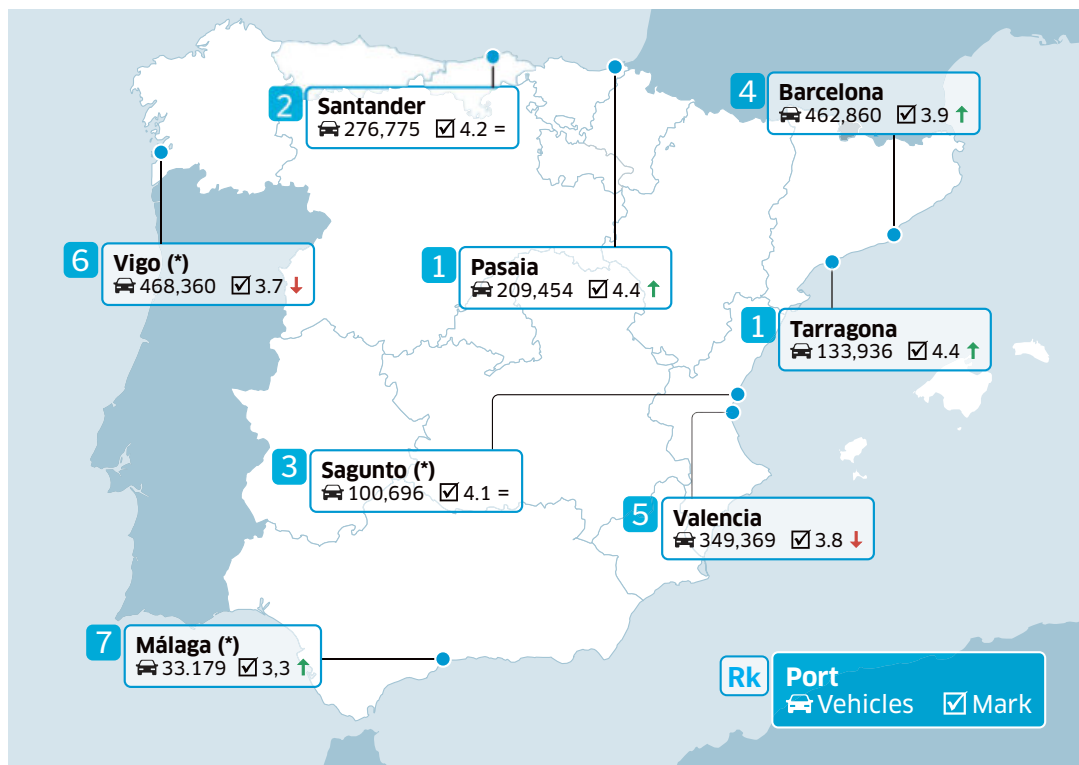 2
Santander
276,775 4.2 =
4
Barcelona
462,860 3.9 ↑
6
Vigo (*)
468,360 3.7 ↓
1
Pasaia
209,454 4.4 ↑
1
Tarragona
133,936 4.4 ↑
3
Sagunto (*)
100,696 4.1 =
5
Valencia
349,369 3.8 ↓
7
Málaga (*)
33.179 3,3 ↑
Rk
Port
Vehicles Mark